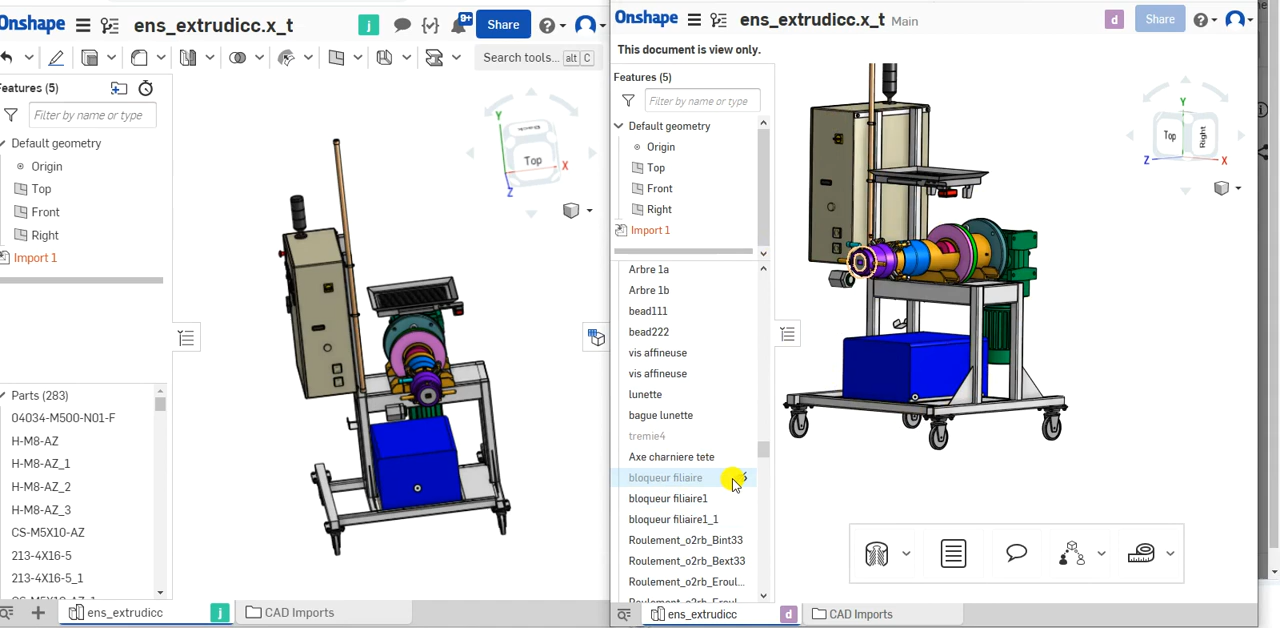 Onshape
ens_extrudicc.x_t
j
9+
Share
Search tools... alt C
Features (5)
Filter by name or type
Default geometry
Origin
Top
Front
Right
Import 1
Parts (283)
04034-M500-N01-F
H-M8-AZ
H-M8-AZ_1
H-M8-AZ_2
H-M8-AZ_3
CS-M5X10-AZ
213-4X16-5
213-4X16-5_1
Y
Top
X
Z
ens_extrudicc
j
CAD Imports
Onshape
ens_extrudicc.x_t Main
d
Share
This document is view only.
Features (5)
Filter by name or type
Default geometry
Origin
Top
Front
Right
Import 1
Arbre 1a
Arbre 1b
bead111
bead222
vis affineuse
vis affineuse
lunette
bague lunette
tremie4
Axe charniere tete
bloqueur filiaire
bloqueur filiaire1
bloqueur filiaire1_1
Roulement_o2rb_Bint33
Roulement_o2rb_Bext33
Roulement_o2rb_Eroul...
Y
Top
Right
Z
X
ens_extrudicc
d
CAD Imports